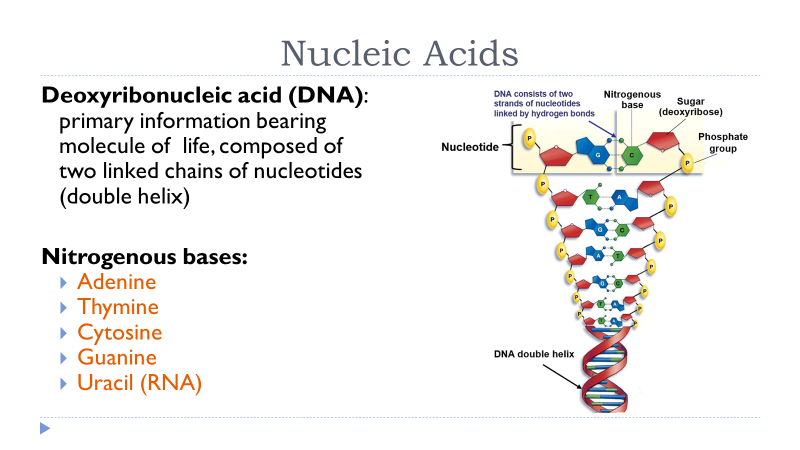 Nucleic Acids
Deoxyribonucleic acid (DNA):
primary information bearing
molecule of life, composed of
two linked chains of nucleotides
(double helix)
Nitrogenous bases:
Adenine
Thymine
Cytosine
Guanine
Uracil (RNA)
DNA consists of two
strands of nucleotides
linked by hydrogen bonds
Nitrogenous
base
Sugar
(deoxyribose)
Phosphate
group
Nucleotide
P
G C
P
P
T A
P
P
G C
P
P
A T
P
P
G C
P
P
T A
P
P
T A
P
DNA double helix